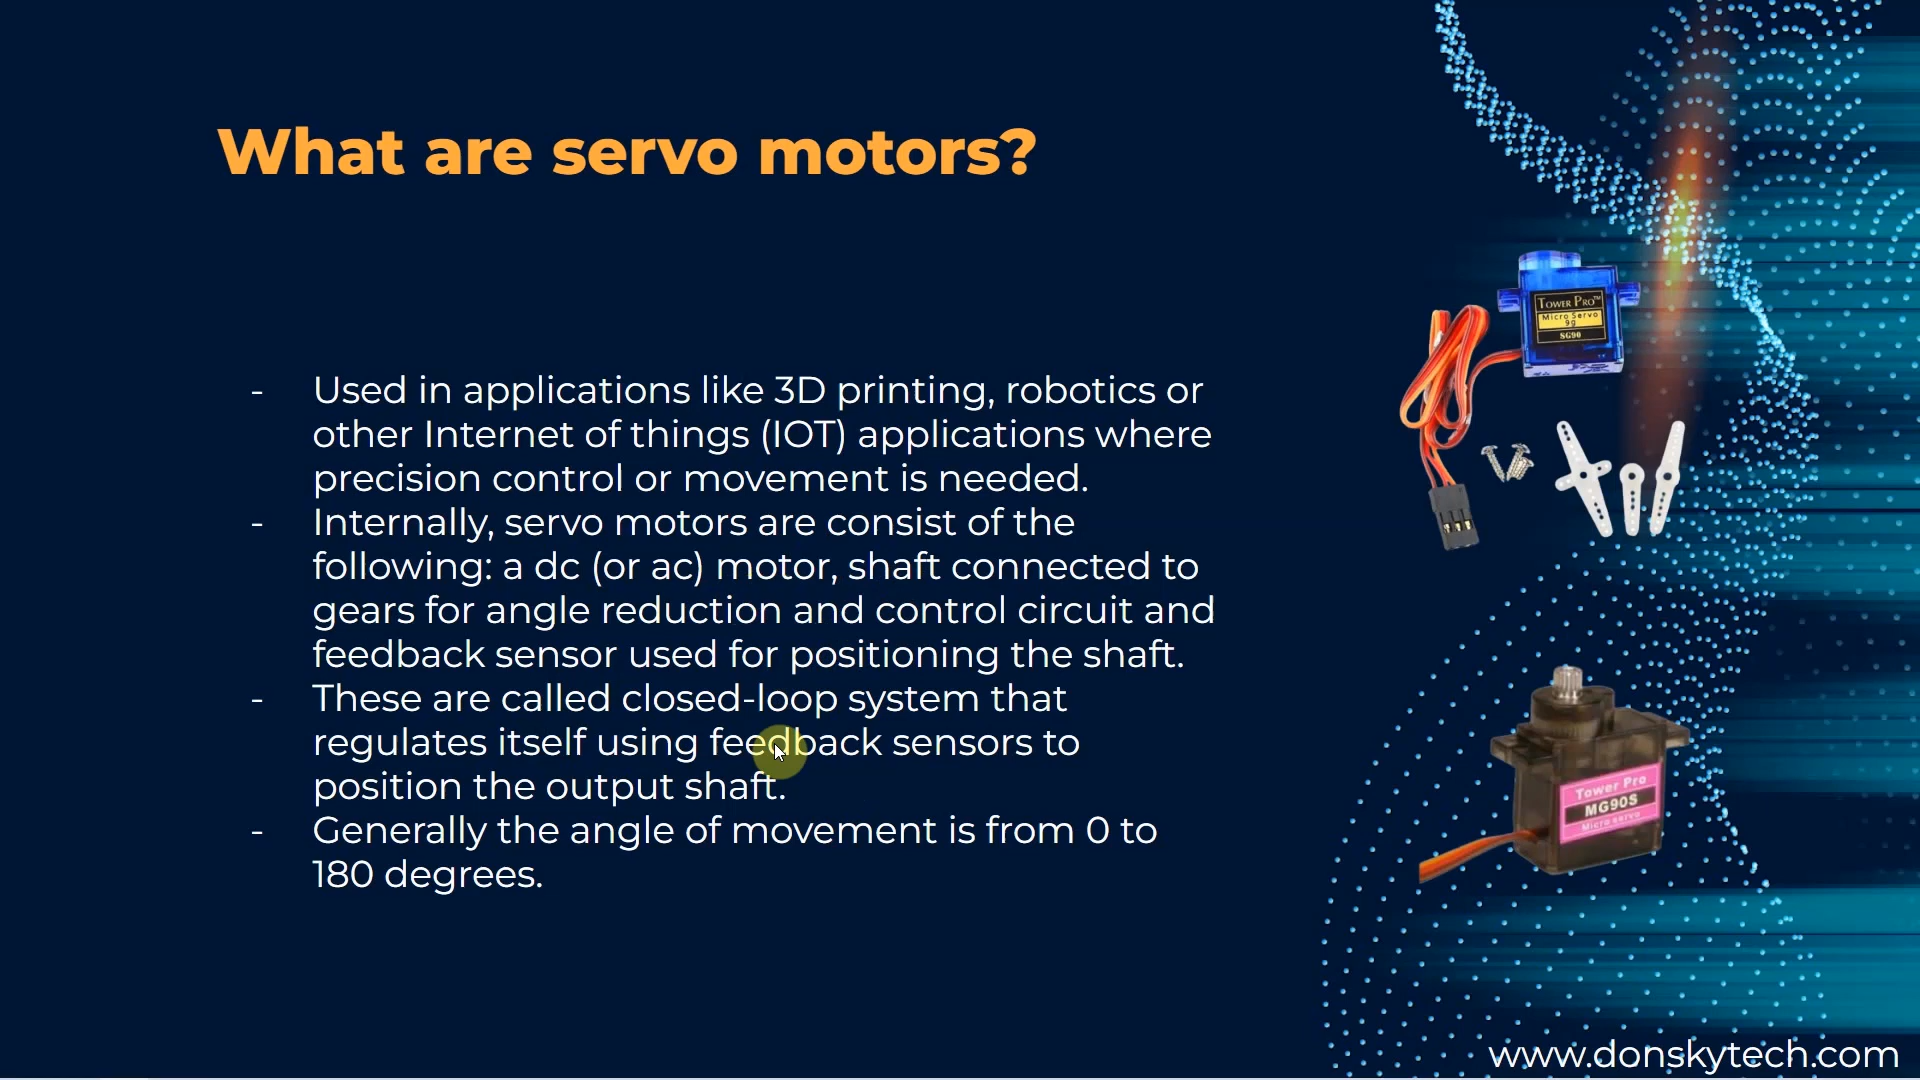 What are servo motors?
- Used in applications like 3D printing, robotics or
other Internet of things (IOT) applications where
precision control or movement is needed.
- Internally, servo motors are consist of the
following: a dc (or ac) motor, shaft connected to
gears for angle reduction and control circuit and
feedback sensor used for positioning the shaft.
- These are called closed-loop system that
regulates itself using feedback sensors to
position the output shaft.
- Generally the angle of movement is from 0 to
180 degrees.
Tower Pro™
Micro Servo
9g
SG90
Tower Pro
MG90S
Micro servo
www.donskytech.com